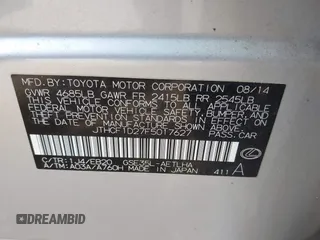 MFD. BY: TOYOTA MOTOR CORPORATION 08/14
GVWR 4685LB GAWR FR 2415LB RR 2545LB
THIS VEHICLE CONFORMS TO ALL APPLICABLE
FEDERAL MOTOR VEHICLE SAFETY, BUMPER, AND
THEFT PREVENTION STANDARDS IN EFFECT ON
THE DATE OF MANUFACTURE SHOWN ABOVE.
JTHCF1D27F5017627 PASS.CAR
C/TR:1J4/EB20 GSE35L-AETLHA
TM/A:A03A/A760H MADE IN JAPAN 411 A
DREAMBID